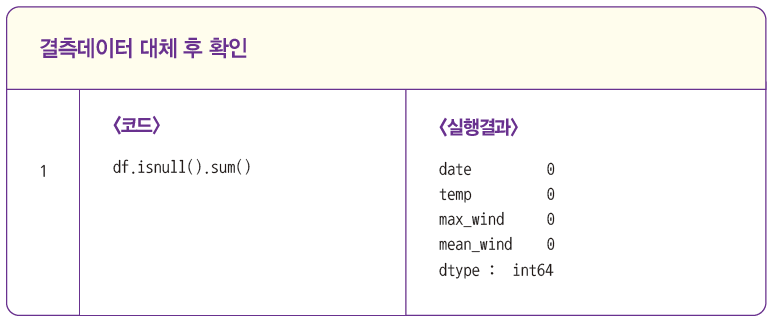 결측데이터 대체 후 확인
<코드>
<실행결과>
1
df.isnull().sum()
date 0
temp 0
max_wind 0
mean_wind 0
dtype : int64